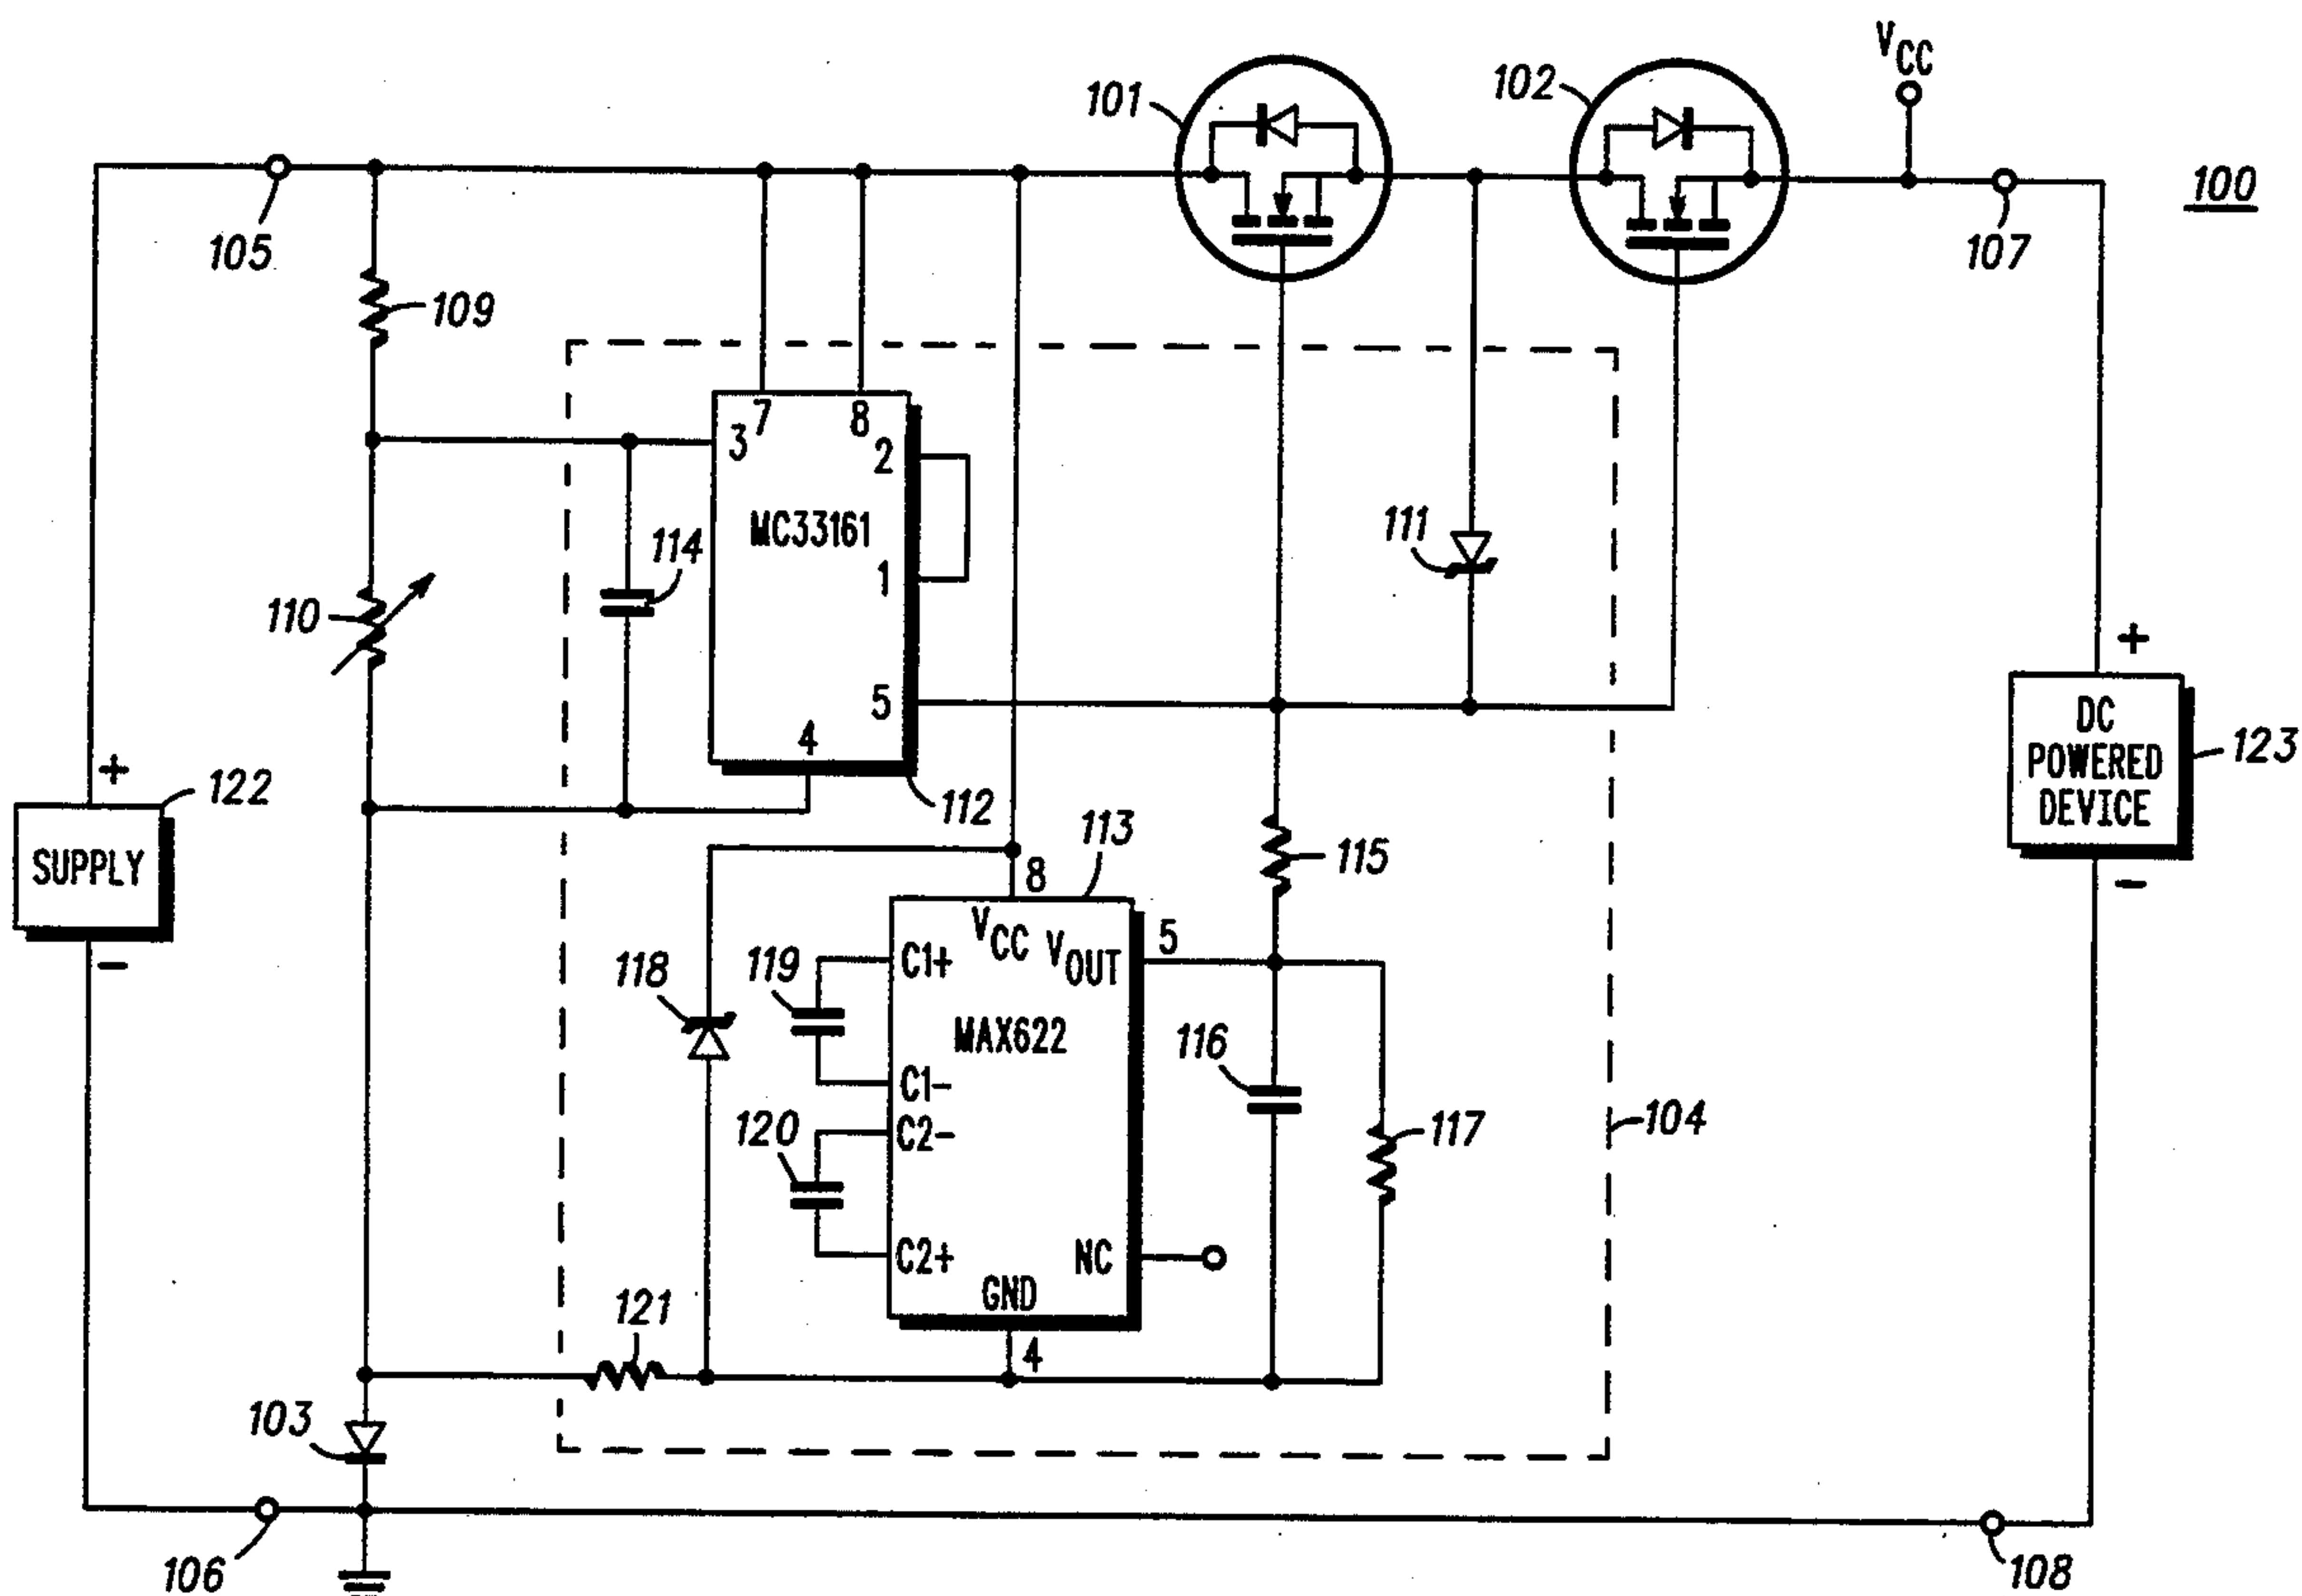 VCC
101
102
100
105
107
109
7
8
3
2
MC33161
114
111
110
1
5
+
DC
POWERED
DEVICE
123
4
+
122
112
113
SUPPLY
115
8
−
VCC
5
C1+
VOUT
118
119
−
MAX622
116
C1−
120
C2−
117
104
C2+
NC
GND
121
4
103
106
108